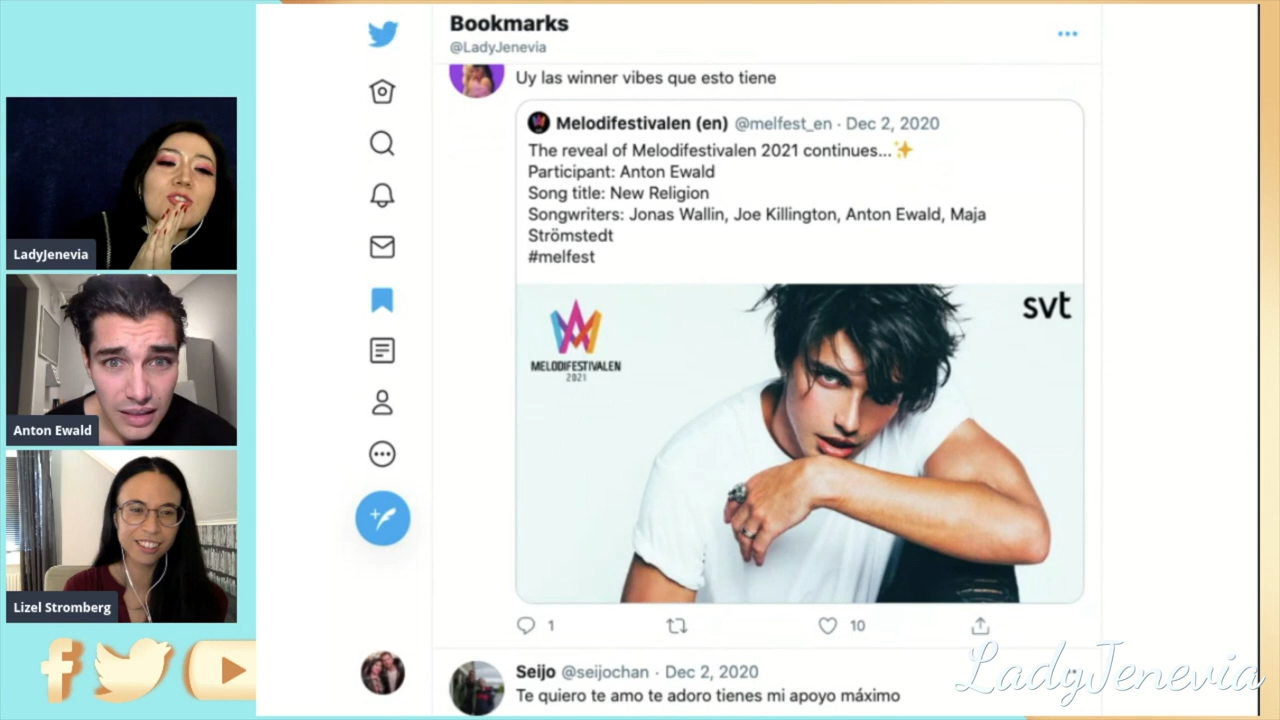 Bookmarks
@LadyJenevia
Uy las winner vibes que esto tiene
Melodifestivalen (en) @melfest_en · Dec 2, 2020
The reveal of Melodifestivalen 2021 continues...✨
Participant: Anton Ewald
Song title: New Religion
Songwriters: Jonas Wallin, Joe Killington, Anton Ewald, Maja
Strömstedt
#melfest
MELODIFESTIVALEN
2021
svt
1
10
Seijo @seijochan · Dec 2, 2020
Te quiero te amo te adoro tienes mi apoyo máximo
LadyJenevia
Anton Ewald
Lizel Stromberg
LadyJenevia